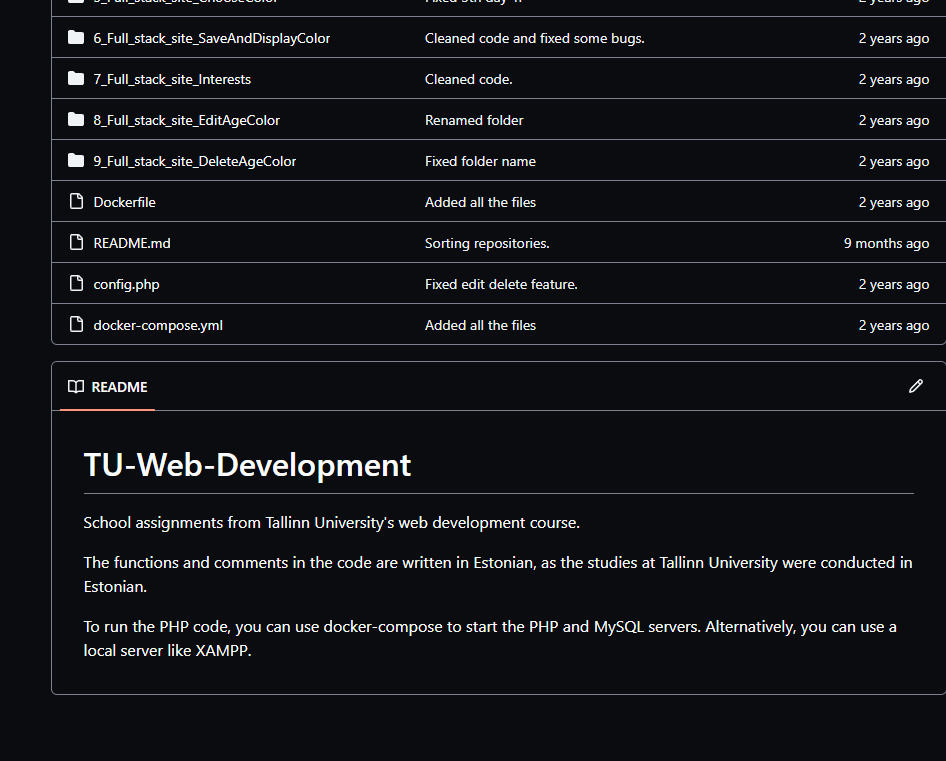 5_Full_stack_site_ChooseColor
2 years ago
6_Full_stack_site_SaveAndDisplayColor Cleaned code and fixed some bugs. 2 years ago
7_Full_stack_site_Interests Cleaned code. 2 years ago
8_Full_stack_site_EditAgeColor Renamed folder 2 years ago
9_Full_stack_site_DeleteAgeColor Fixed folder name 2 years ago
Dockerfile Added all the files 2 years ago
README.md Sorting repositories. 9 months ago
config.php Fixed edit delete feature. 2 years ago
docker-compose.yml Added all the files 2 years ago
README
TU-Web-Development
School assignments from Tallinn University's web development course.
The functions and comments in the code are written in Estonian, as the studies at Tallinn University were conducted in
Estonian.
To run the PHP code, you can use docker-compose to start the PHP and MySQL servers. Alternatively, you can use a
local server like XAMPP.